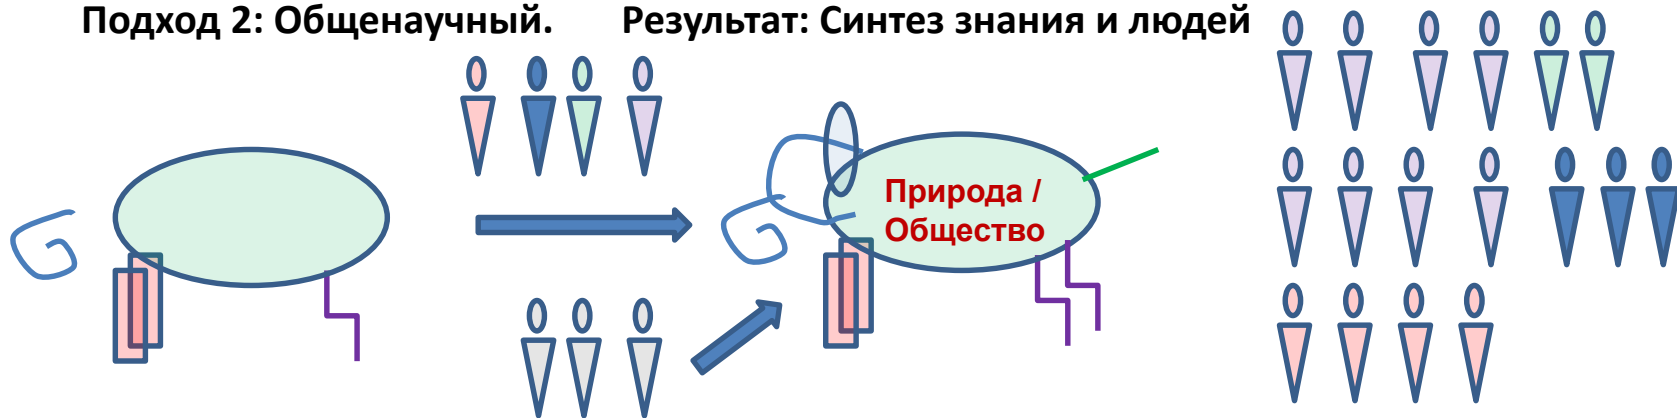 Подход 2: Общенаучный. Результат: Синтез знания и людей
Природа /
Общество